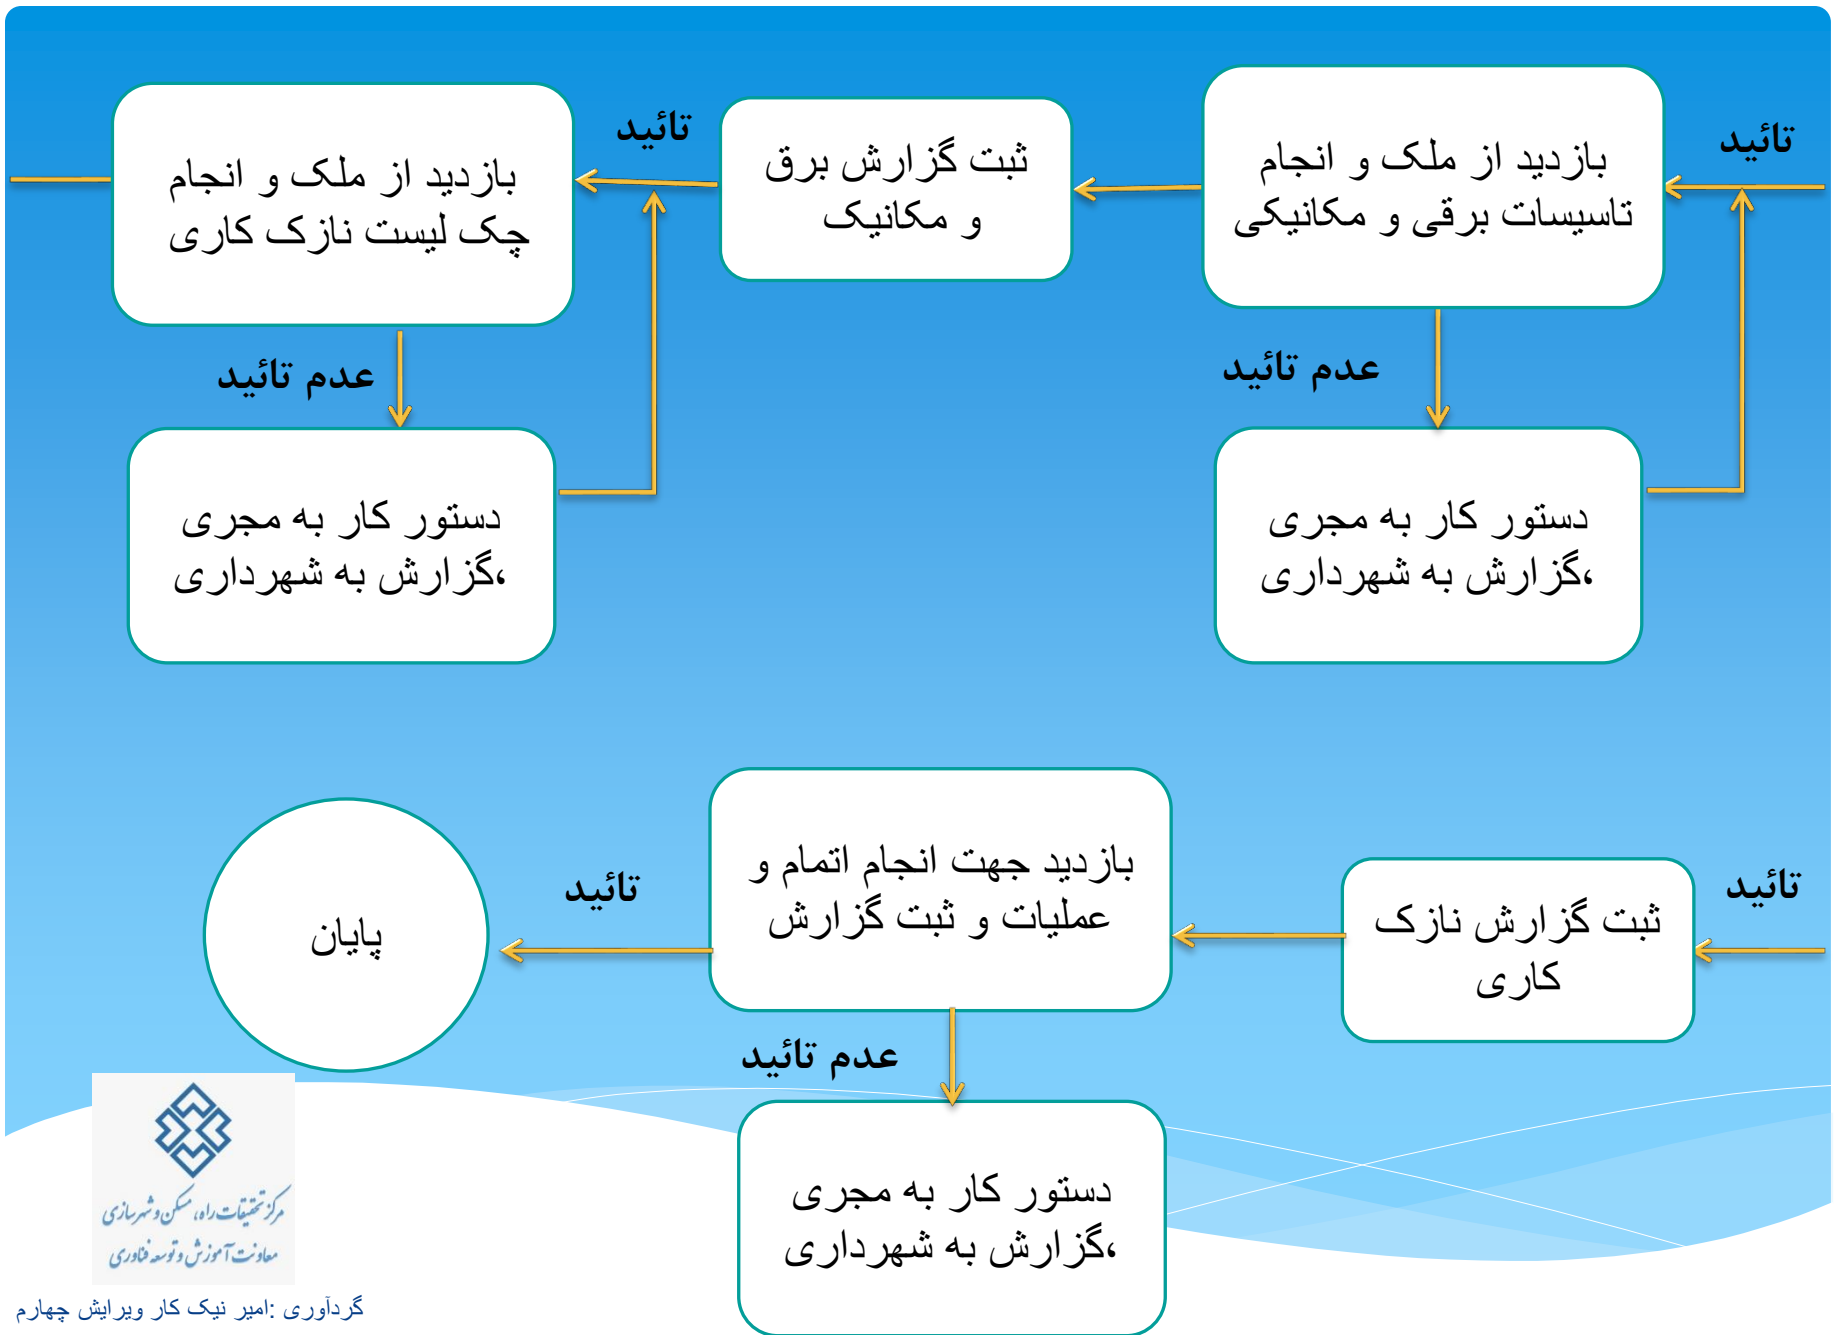 تائید
بازدید از ملک و انجام
تاسیسات برقی و مکانیکی
ثبت گزارش برق
و مکانیک
تائید
بازدید از ملک و انجام
چک لیست نازک کاری
عدم تائید
دستور کار به مجری
،گزارش به شهرداری
عدم تائید
دستور کار به مجری
،گزارش به شهرداری
تائید
ثبت گزارش نازک
کاری
بازدید جهت انجام اتمام و
عملیات و ثبت گزارش
تائید
پایان
عدم تائید
دستور کار به مجری
،گزارش به شهرداری
مرکز تحقیقات راه، مسکن و شهرسازی
معاونت آموزش و توسعه فناوری
گردآوری :امیر نیک کار ویرایش چهارم